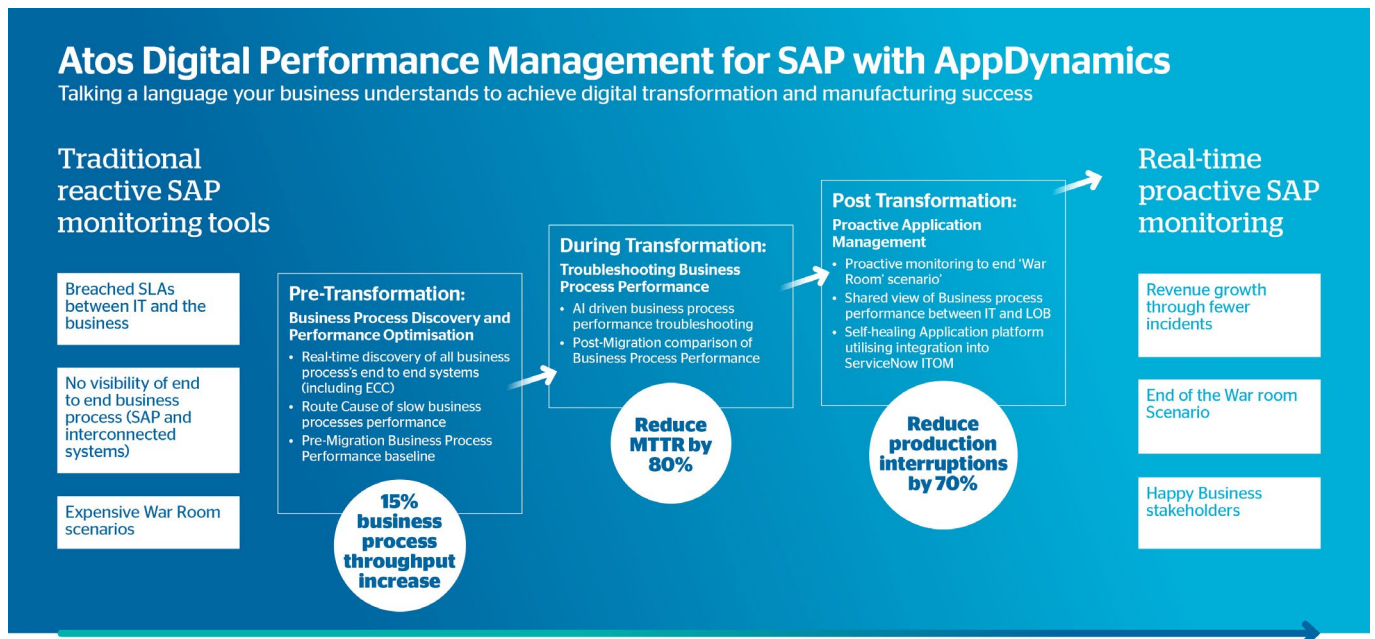 Atos Digital Performance Management for SAP with AppDynamics
Talking a language your business understands to achieve digital transformation and manufacturing success
Traditional
reactive SAP
monitoring tools
Breached SLAs
between IT and the
business
No visibility of end
to end business
process (SAP and
interconnected
systems)
Expensive War Room
scenarios
Pre-Transformation:
Business Process Discovery and
Performance Optimisation
• Real-time discovery of all business
process's end to end systems
(including ECC)
• Route Cause of slow business
processes performance
• Pre-Migration Business Process
Performance baseline
15%
business
process
throughput
increase
During Transformation:
Troubleshooting Business
Process Performance
• AI driven business process
performance troubleshooting
• Post-Migration comparison of
Business Process Performance
Reduce
MTTR by
80%
Post Transformation:
Proactive Application
Management
• Proactive monitoring to end ‘War
Room’ scenario’
• Shared view of Business process
performance between IT and LOB
• Self-healing Application platform
utilising integration into
ServiceNow ITOM
Reduce
production
interruptions
by 70%
Real-time
proactive SAP
monitoring
Revenue growth
through fewer
incidents
End of the War room
Scenario
Happy Business
stakeholders